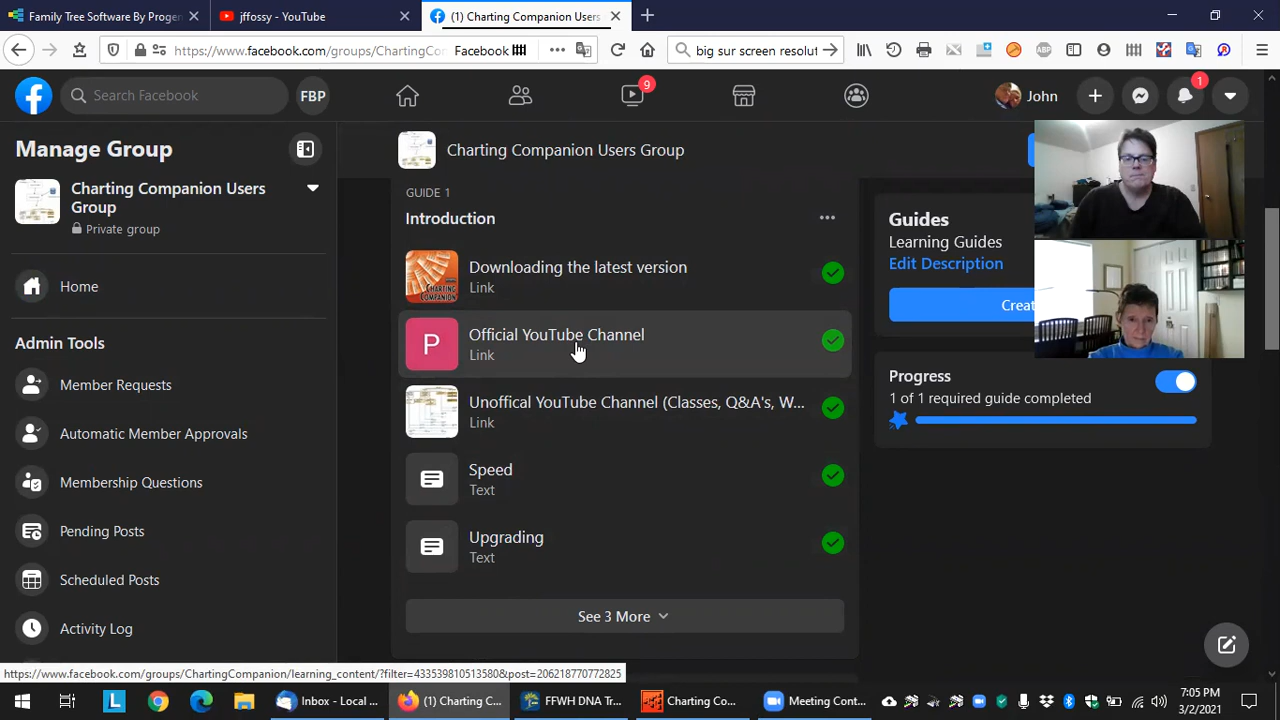 Family Tree Software By Proge
jffossy - YouTube
(1) Charting Companion Users
https://www.facebook.com/groups/ChartingCo
Facebook
big sur screen resolut
ABP
Search Facebook
FBP
9
John
1
Manage Group
Charting Companion Users Group
Charting Companion Users
Group
Private group
Home
Admin Tools
Member Requests
Automatic Member Approvals
Membership Questions
Pending Posts
Scheduled Posts
Activity Log
GUIDE 1
Introduction
CHARTING
COMPANION
Downloading the latest version
Link
P
Official YouTube Channel
Link
Unoffical YouTube Channel (Classes, Q&A's, W...
Link
Speed
Text
Upgrading
Text
See 3 More
Guides
Learning Guides
Edit Description
Creat
Progress
1 of 1 required guide completed
https://www.facebook.com/groups/ChartingCompanion/learning_content/?filter=433539810513580&post=206218770772825
L
Inbox - Local ...
(1) Charting C...
FFWH DNA Tr...
Charting Co...
Meeting Cont...
7:05 PM
3/2/2021